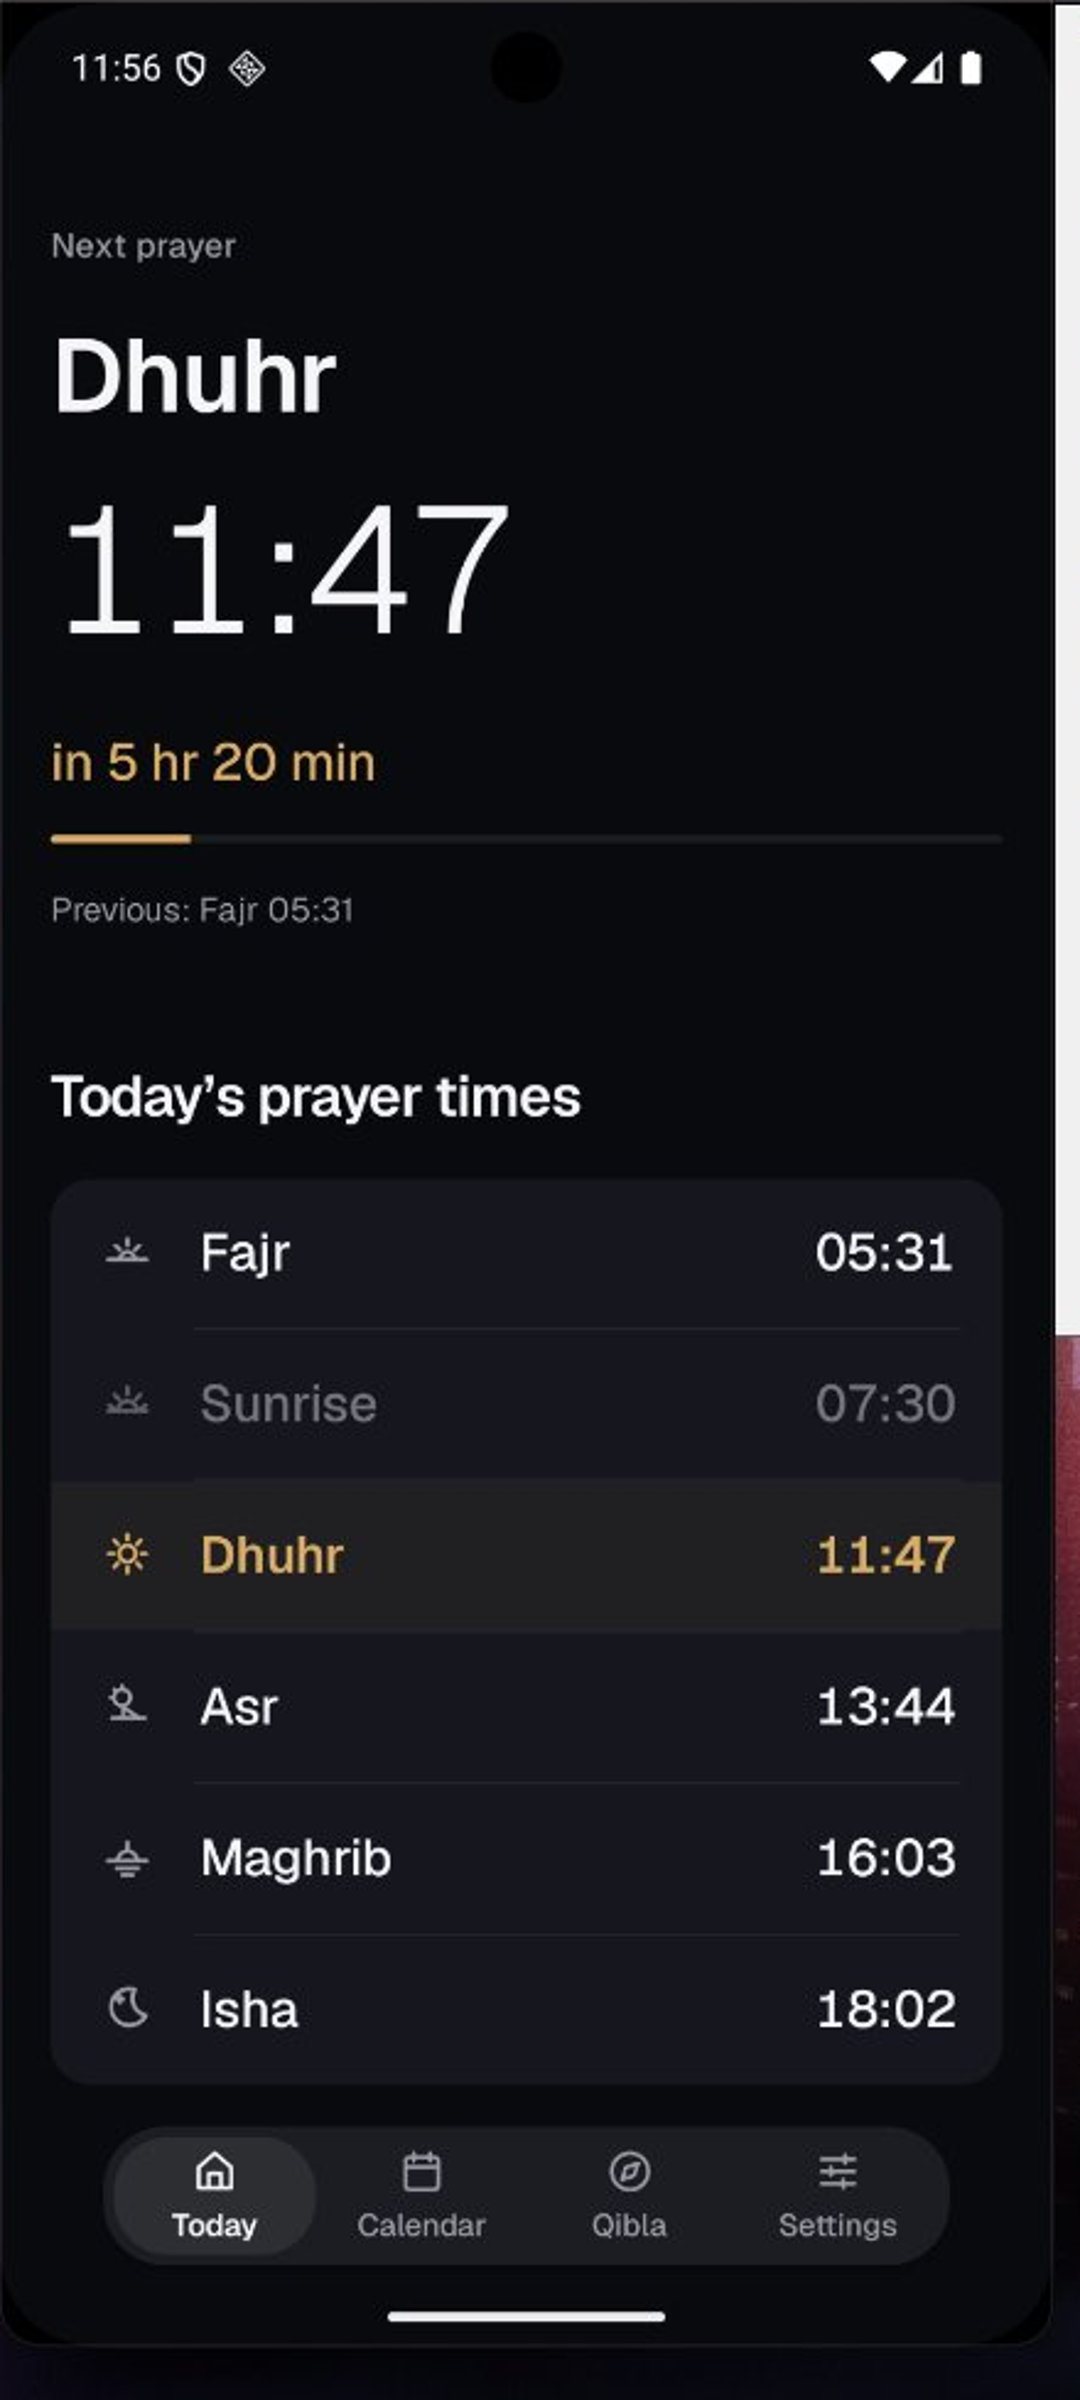 11:56
Next prayer
Dhuhr
11:47
in 5 hr 20 min
Previous: Fajr 05:31
Today’s prayer times
Fajr 05:31
Sunrise 07:30
Dhuhr 11:47
Asr 13:44
Maghrib 16:03
Isha 18:02
Today Calendar Qibla Settings